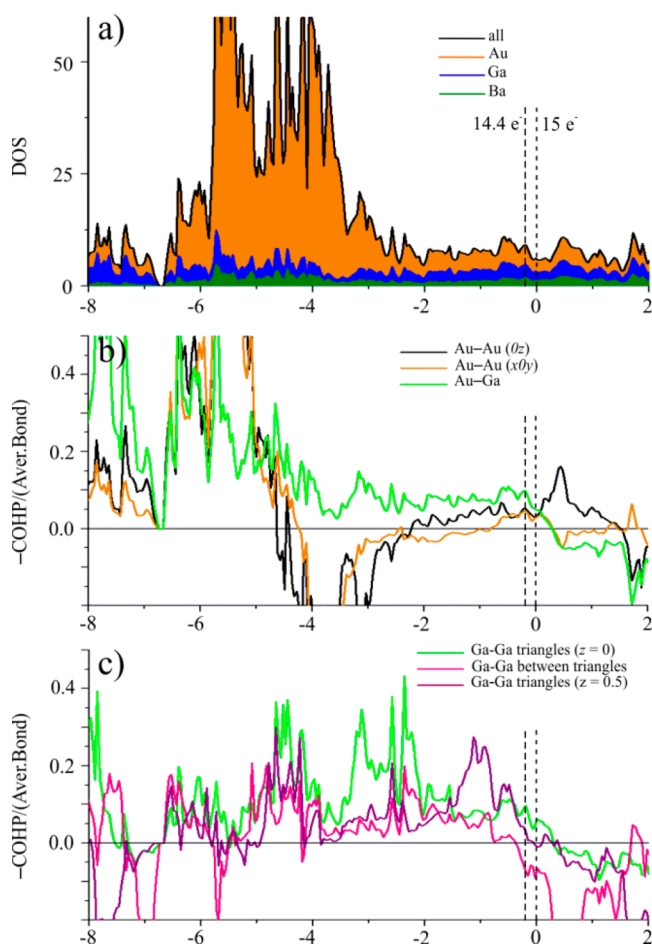 a)
all
Au
Ga
Ba
14.4 e- 15 e-
DOS
50
25
0
-8 -6 -4 -2 0 2
b)
Au–Au (0z)
Au–Au (x0y)
Au–Ga
–COHP/(Aver.Bond)
0.4
0.2
0.0
-8 -6 -4 -2 0 2
c)
Ga-Ga triangles (z = 0)
Ga-Ga between triangles
Ga-Ga triangles (z = 0.5)
–COHP/(Aver.Bond)
0.4
0.2
0.0
-8 -6 -4 -2 0 2